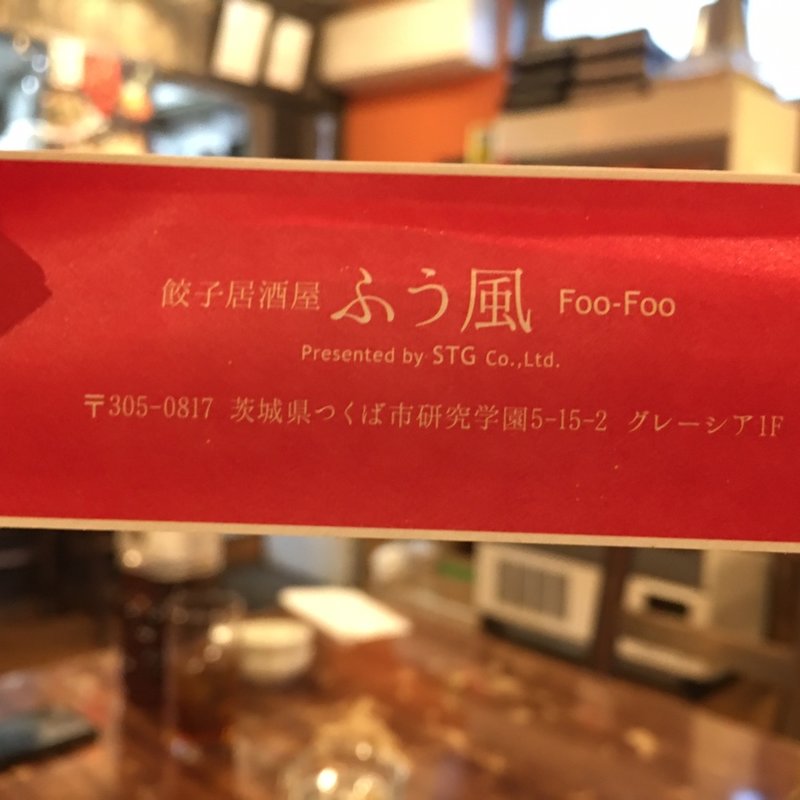 餃子居酒屋 ふう風 Foo-Foo
Presented by STG Co.,Ltd.
〒305-0817 茨城県つくば市研究学園5-15-2 グレーシア1F